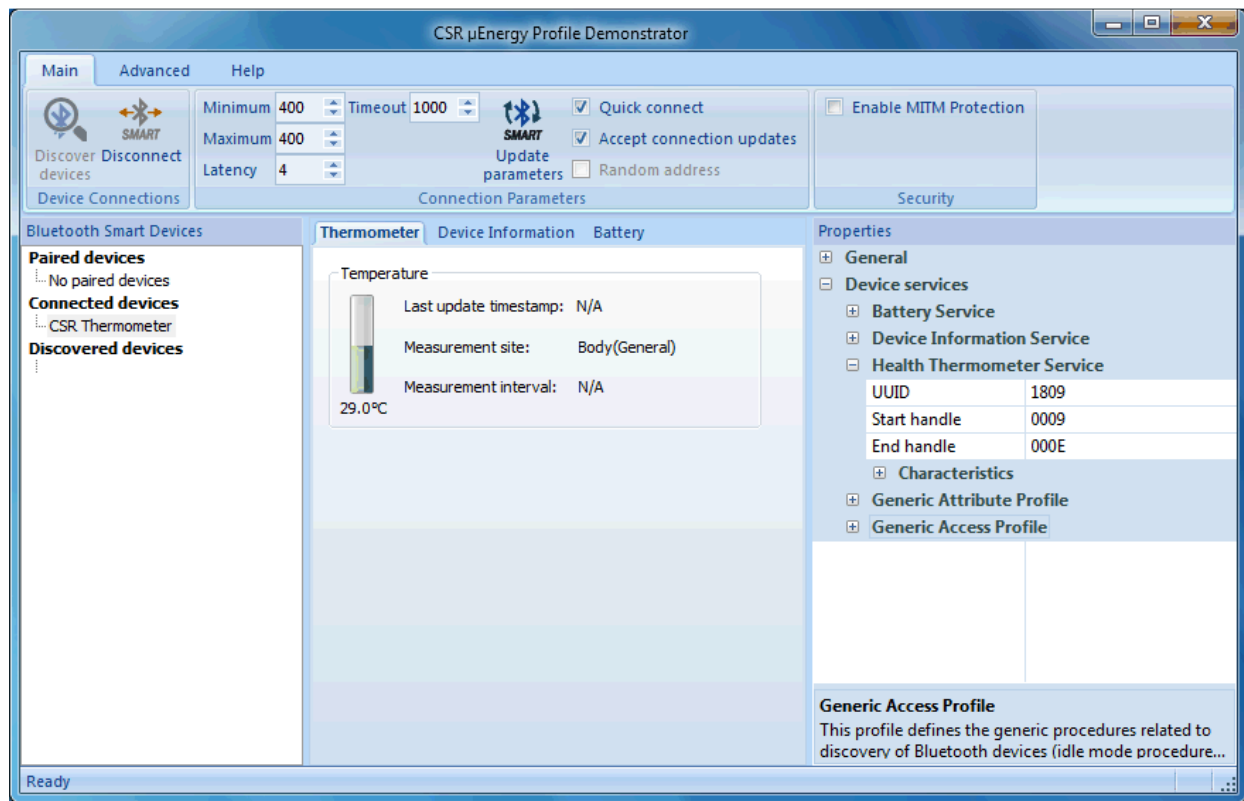 CSR µEnergy Profile Demonstrator
X
Main Advanced Help
Minimum 400 Timeout 1000 Quick connect Enable MITM Protection
SMART SMART
Discover Disconnect Maximum 400 Accept connection updates
devices Latency 4 Update
parameters Random address
Device Connections Connection Parameters Security
Bluetooth Smart Devices
Paired devices
No paired devices
Connected devices
CSR Thermometer
Discovered devices
Thermometer Device Information Battery
Temperature
Last update timestamp: N/A
Measurement site: Body(General)
Measurement interval: N/A
29.0°C
Properties
General
Device services
Battery Service
Device Information Service
Health Thermometer Service
UUID 1809
Start handle 0009
End handle 000E
Characteristics
Generic Attribute Profile
Generic Access Profile
Generic Access Profile
This profile defines the generic procedures related to
discovery of Bluetooth devices (idle mode procedure...
Ready